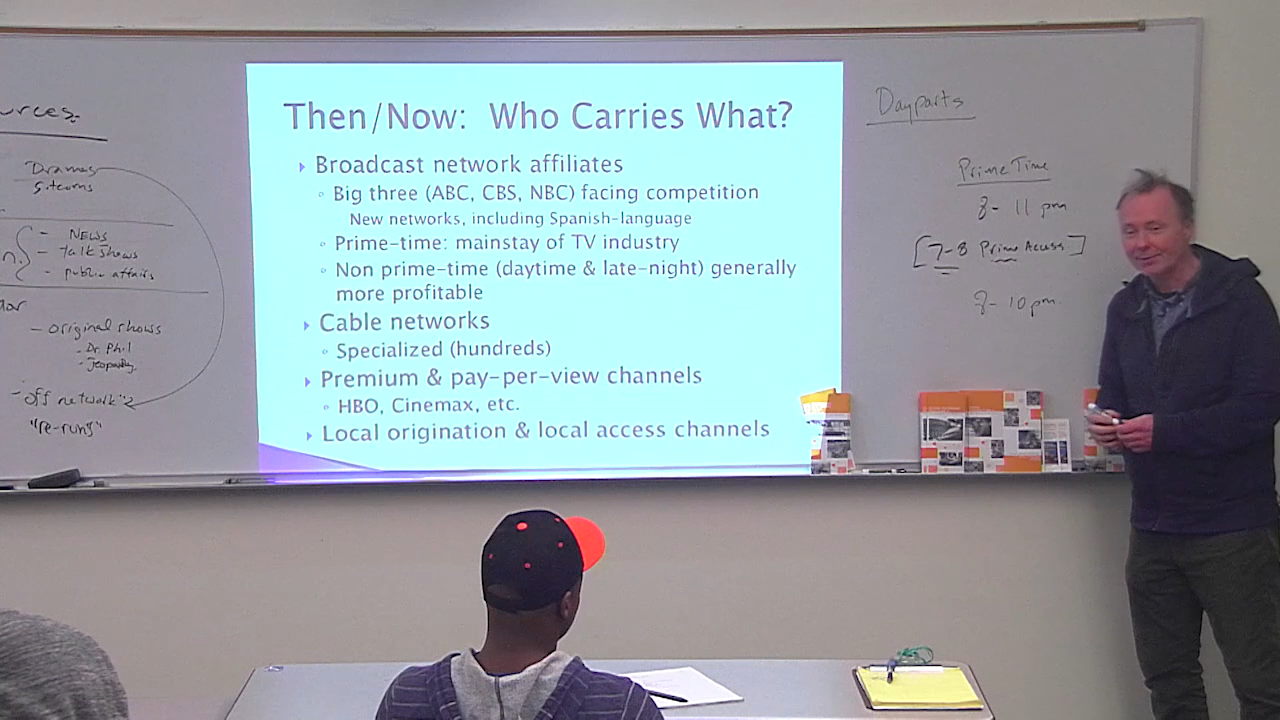 urces.
Dramas
Sitcoms
NEWS
talk shows
public affairs
original shows
Dr. Phil
Jeopardy
off network
"re-runs"
Then/Now: Who Carries What?
Broadcast network affiliates
Big three (ABC, CBS, NBC) facing competition
New networks, including Spanish-language
Prime-time: mainstay of TV industry
Non prime-time (daytime & late-night) generally
more profitable
Cable networks
Specialized (hundreds)
Premium & pay-per-view channels
HBO, Cinemax, etc.
Local origination & local access channels
Dayparts
Prime Time
8- 11 pm
[7-8 Prime Access]
8- 10 pm.